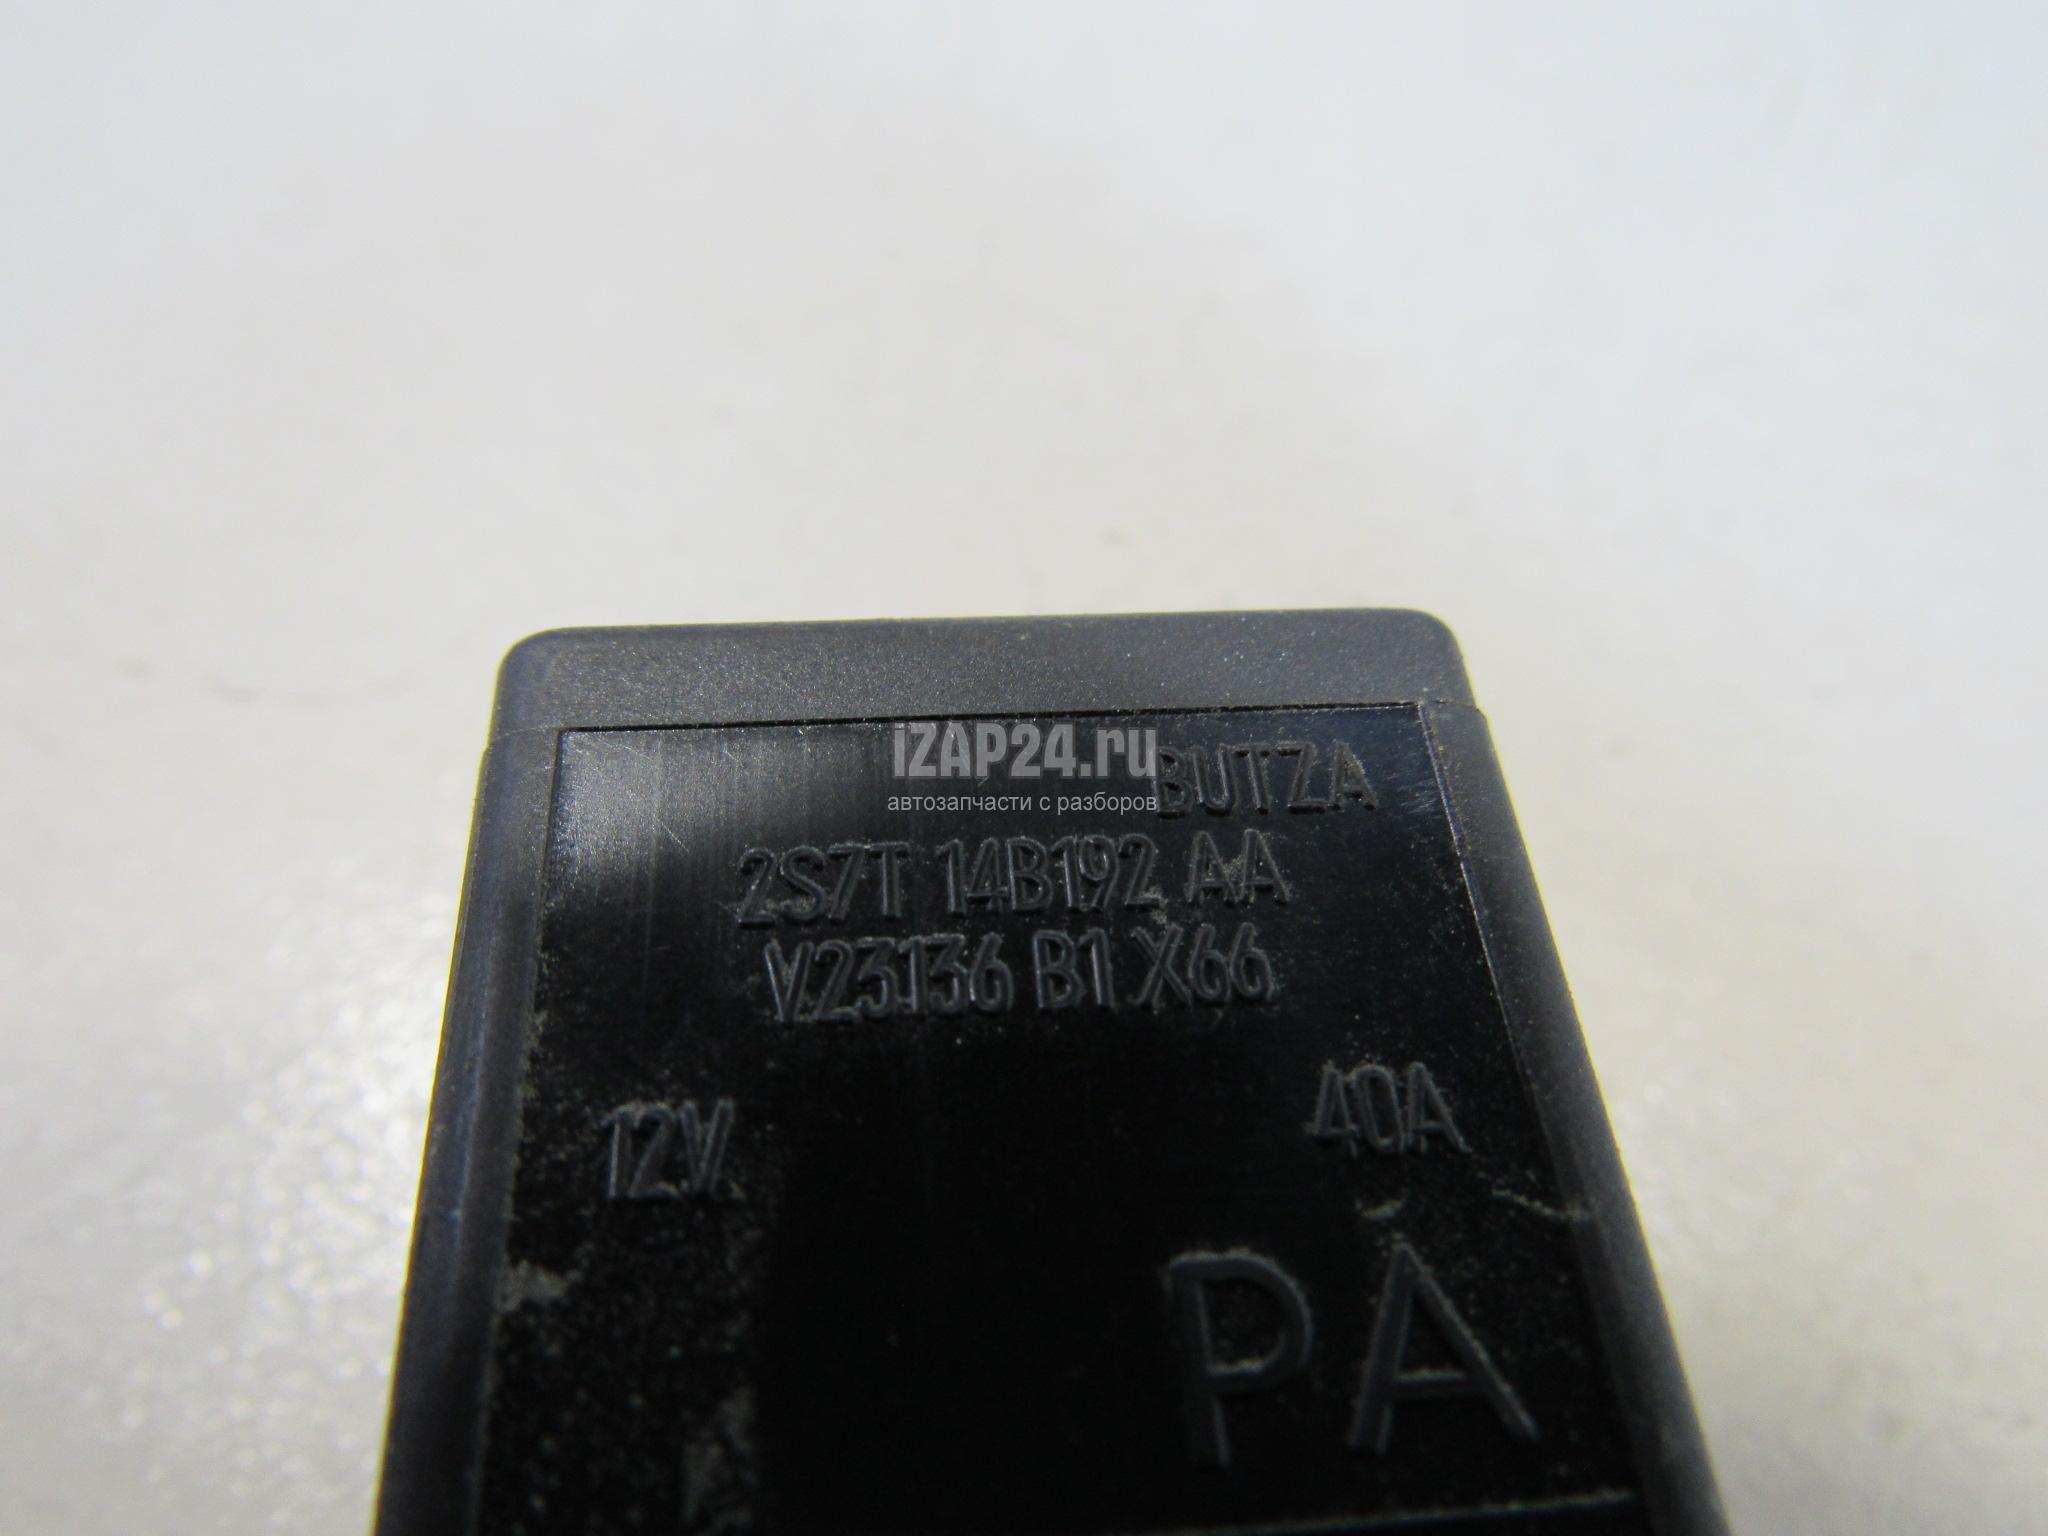 iZAP24.ru
автозапчасти с разборов
BUTZA
2S7T 14B192 AA
V23136 B1 X66
12V
40A
PA